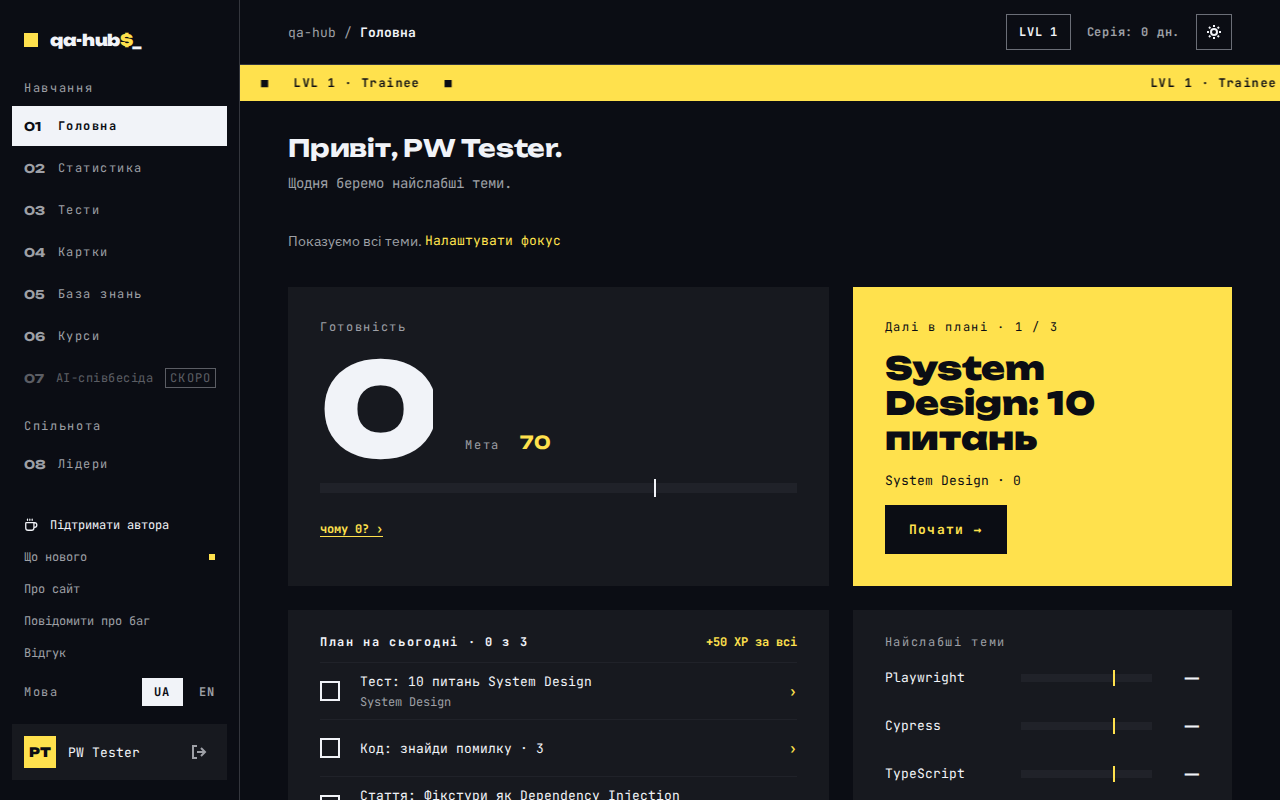 qa-hub$_
Навчання
01 Головна
02 Статистика
03 Тести
04 Картки
05 База знань
06 Курси
07 AI-співбесіда СКОРО
Спільнота
08 Лідери
Підтримати автора
Що нового
Про сайт
Повідомити про баг
Відгук
Мова UA EN
PT PW Tester
qa-hub / Головна
LVL 1 Серія: 0 дн.
LVL 1 · Trainee
LVL 1 · Trainee
Привіт, PW Tester.
Щодня беремо найслабші теми.
Показуємо всі теми. Налаштувати фокус
Готовність
0
Мета 70
чому 0? ›
Далі в плані · 1 / 3
System
Design: 10
питань
System Design · 0
Почати →
План на сьогодні · 0 з 3 +50 XP за всі
Тест: 10 питань System Design ›
System Design
Код: знайди помилку · 3 ›
Стаття: Фікстури як Dependency Injection
Найслабші теми
Playwright —
Cypress —
TypeScript —